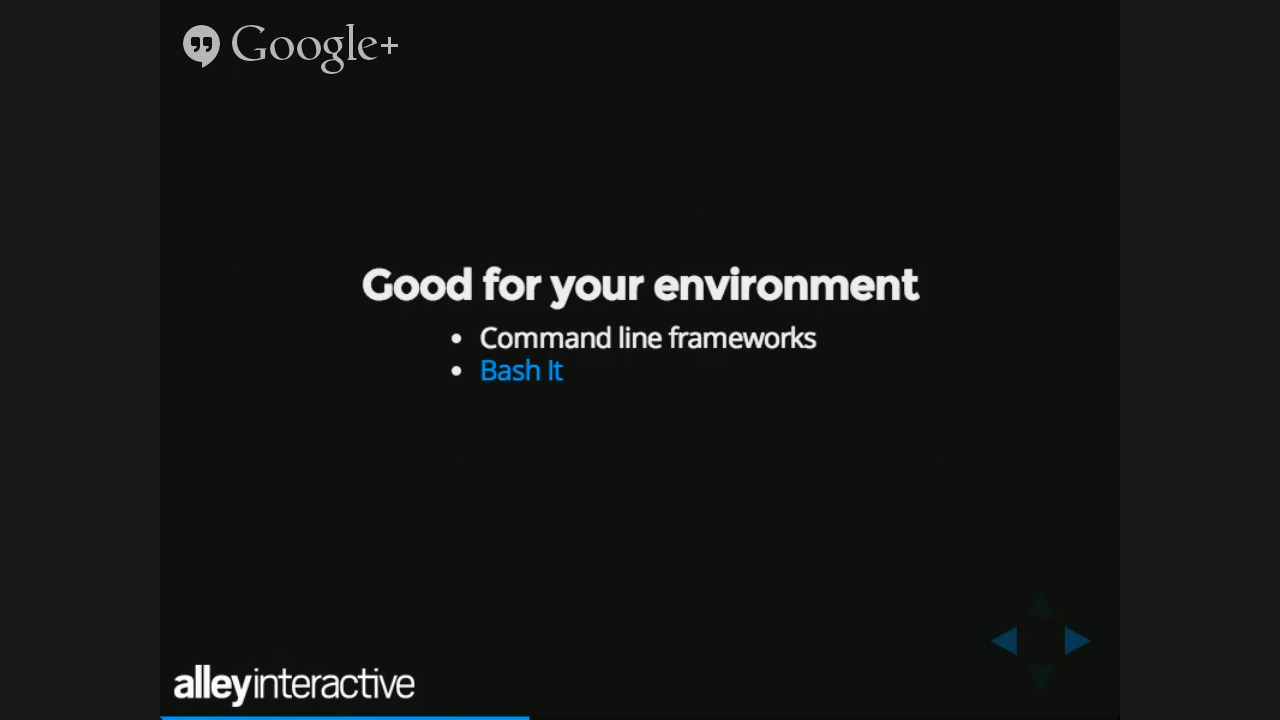 Google+
Good for your environment
Command line frameworks
Bash It
alleyinteractive